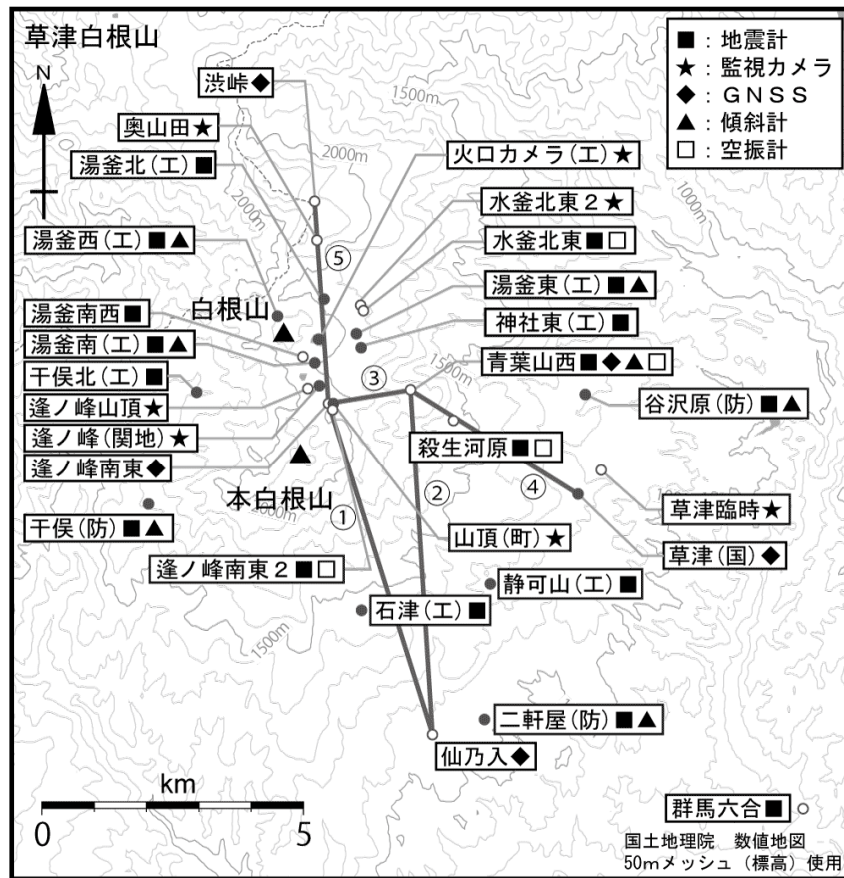 草津白根山
N
■：地震計
★：監視カメラ
◆：ＧＮＳＳ
▲：傾斜計
□：空振計
渋峠◆
1500m
奥山田★
2000m
湯釜北(工)■
火口カメラ(工)★
1000m
2000m
水釜北東２★
湯釜西(工)■▲
水釜北東■□
⑤
白根山
湯釜東(工)■▲
湯釜南西■
神社東(工)■
湯釜南(工)■▲
1500m
青葉山西■◆▲□
干俣北(工)■
③
谷沢原(防)■▲
逢ノ峰山頂★
逢ノ峰(関地)★
殺生河原■□
逢ノ峰南東◆
②
④
本白根山
①
草津臨時★
干俣(防)■▲
山頂(町)★
草津(国)◆
逢ノ峰南東２■□
静可山(工)■
石津(工)■
1500m
二軒屋(防)■▲
仙乃入◆
km
0
5
群馬六合■
国土地理院　数値地図
50mメッシュ（標高）使用